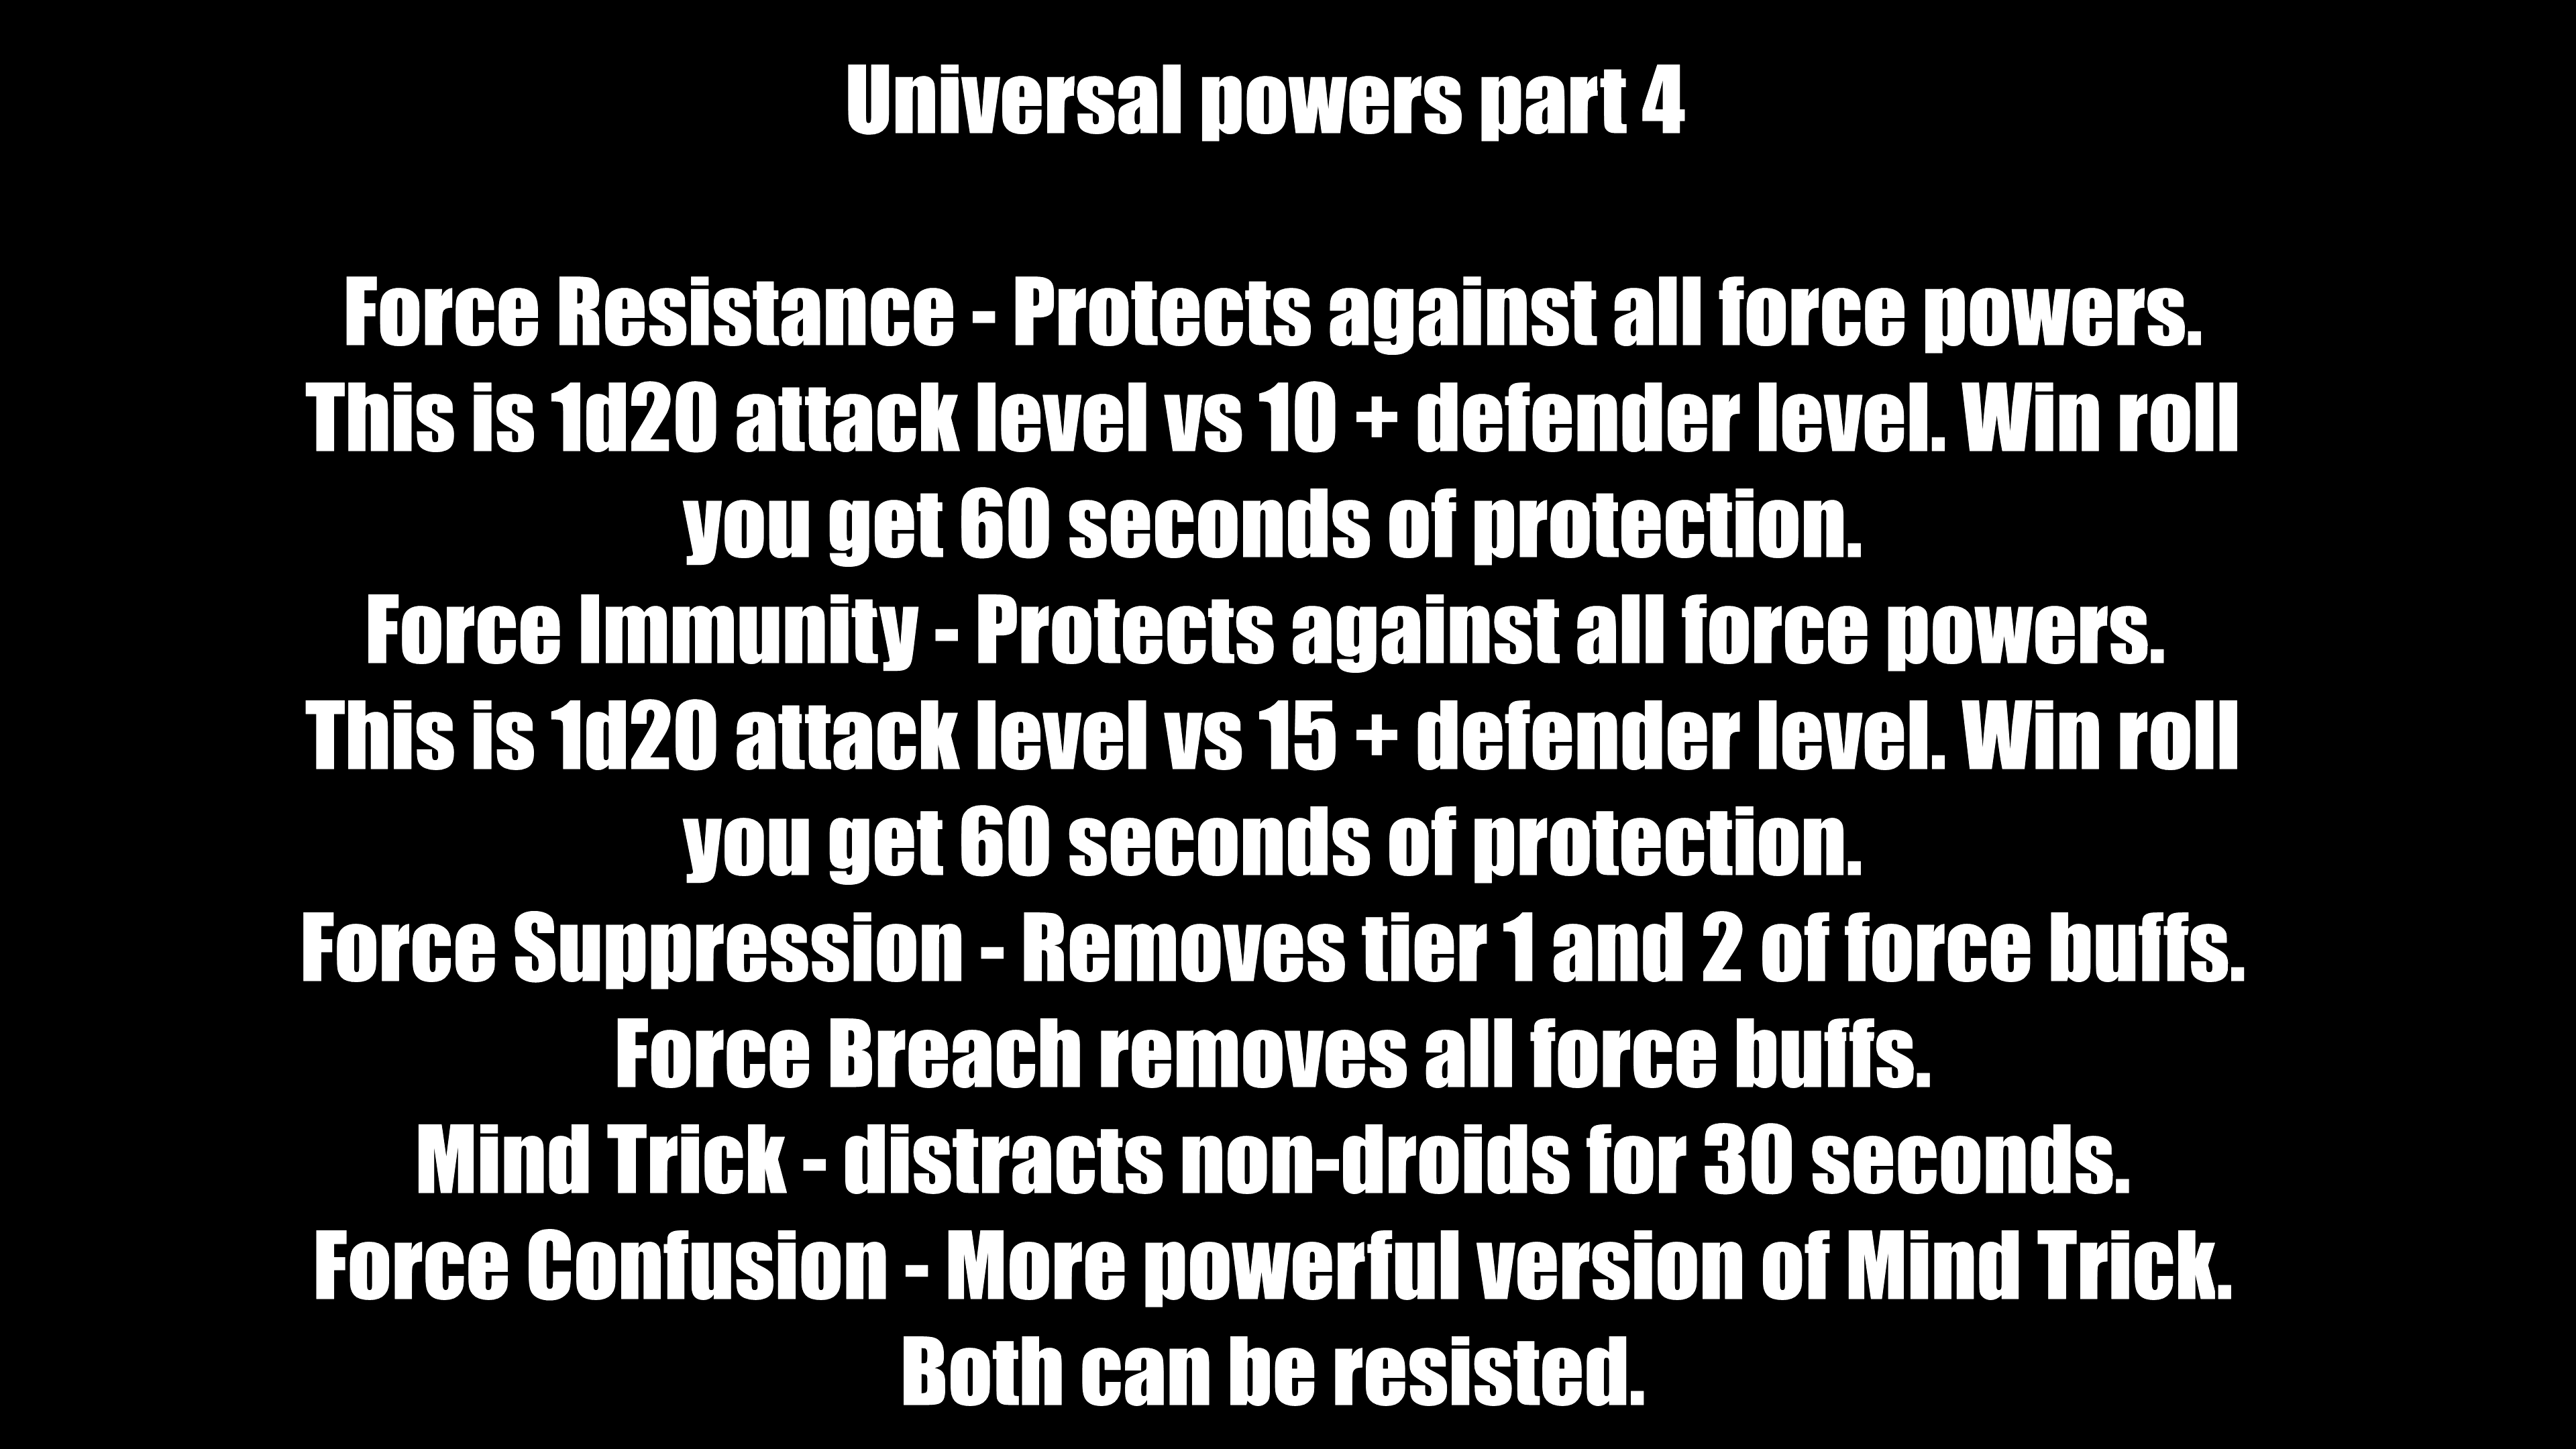 Universal powers part 4
Force Resistance - Protects against all force powers.
This is 1d20 attack level vs 10 + defender level. Win roll
you get 60 seconds of protection.
Force Immunity - Protects against all force powers.
This is 1d20 attack level vs 15 + defender level. Win roll
you get 60 seconds of protection.
Force Suppression - Removes tier 1 and 2 of force buffs.
Force Breach removes all force buffs.
Mind Trick - distracts non-droids for 30 seconds.
Force Confusion - More powerful version of Mind Trick.
Both can be resisted.